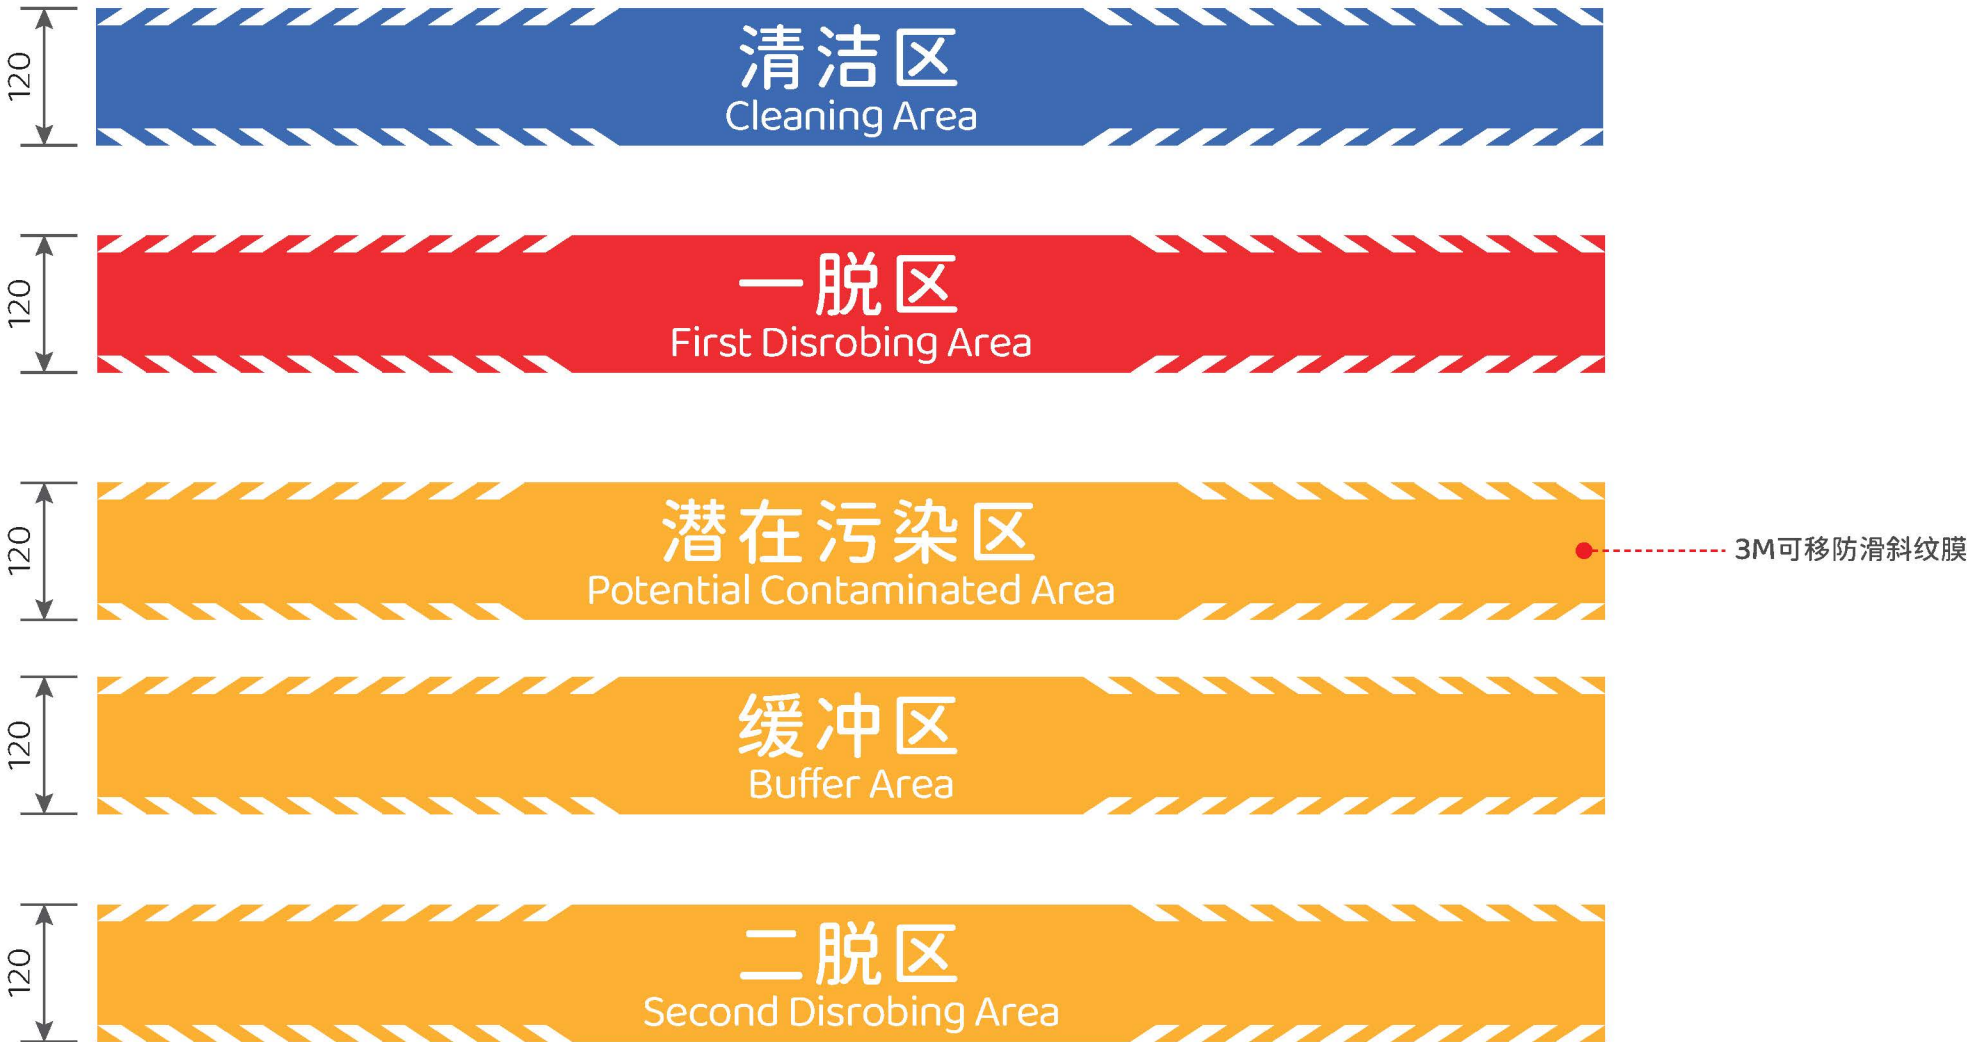 120
清洁区
Cleaning Area
120
一脱区
First Disrobing Area
120
潜在污染区
Potential Contaminated Area
3M可移防滑斜纹膜
120
缓冲区
Buffer Area
120
二脱区
Second Disrobing Area